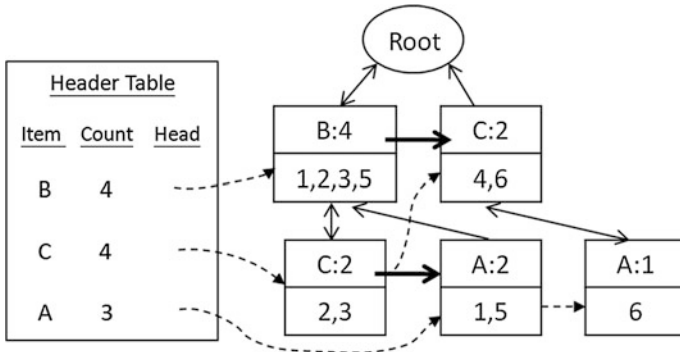 Root
Header Table
Item Count Head
B 4
C 4
A 3
B:4
1,2,3,5
C:2
4,6
C:2
2,3
A:2
1,5
A:1
6